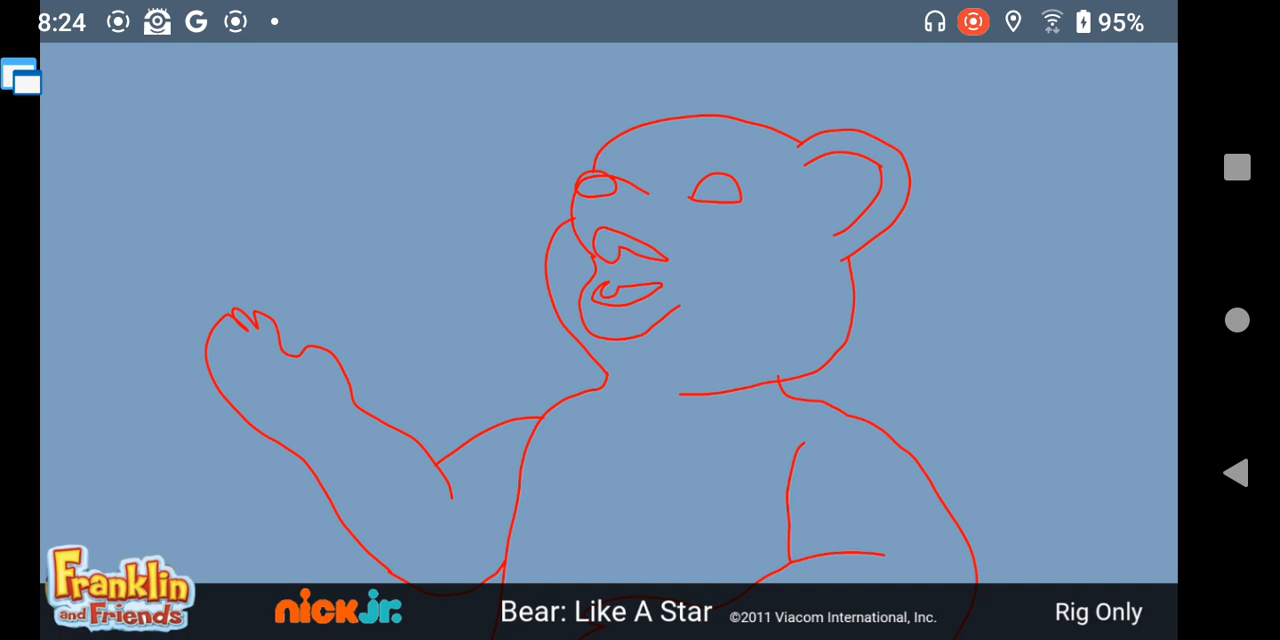 8:24
G
95%
Franklin
and Friends
nick jr.
Bear: Like A Star
©2011 Viacom International, Inc.
Rig Only